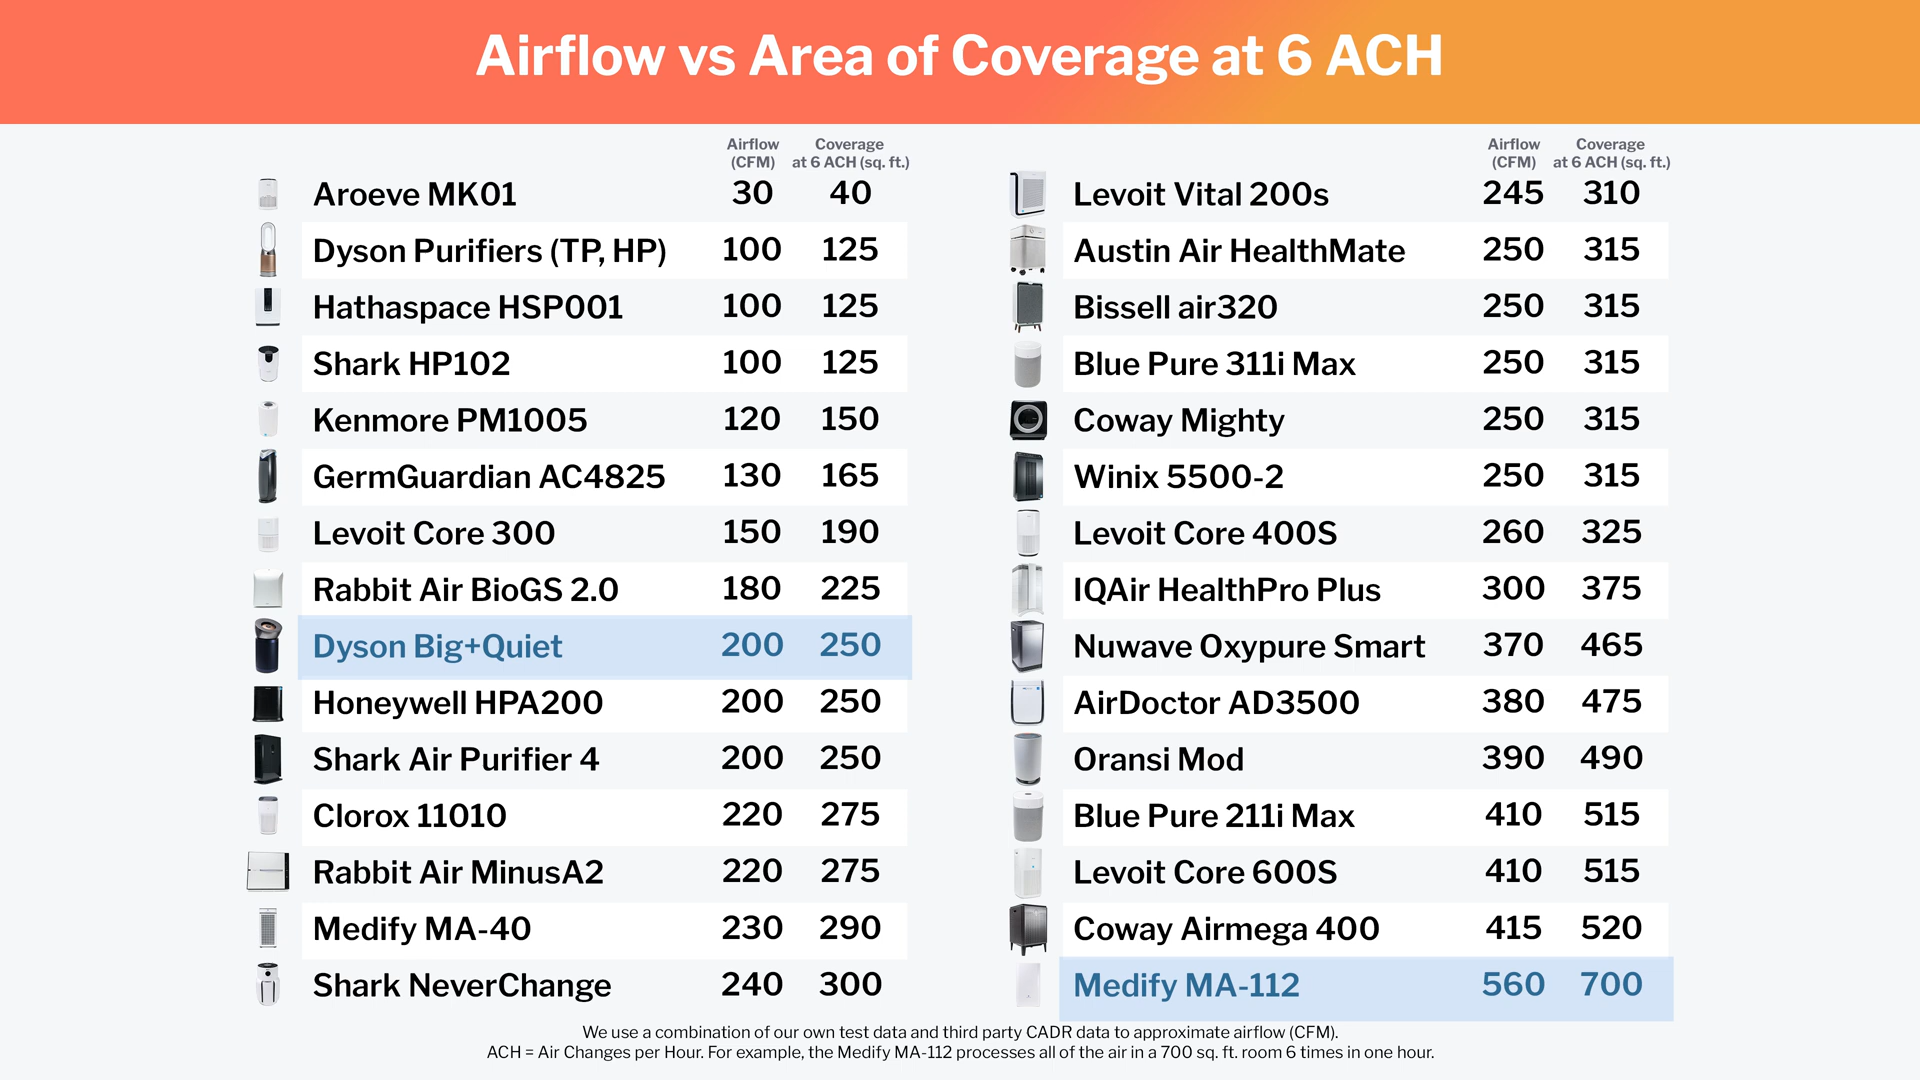 Airflow vs Area of Coverage at 6 ACH
Airflow (CFM) Coverage at 6 ACH (sq. ft.)
Aroeve MK01 30 40
Dyson Purifiers (TP, HP) 100 125
Hathaspace HSP001 100 125
Shark HP102 100 125
Kenmore PM1005 120 150
GermGuardian AC4825 130 165
Levoit Core 300 150 190
Rabbit Air BioGS 2.0 180 225
Dyson Big+Quiet 200 250
Honeywell HPA200 200 250
Shark Air Purifier 4 200 250
Clorox 11010 220 275
Rabbit Air MinusA2 220 275
Medify MA-40 230 290
Shark NeverChange 240 300
Airflow (CFM) Coverage at 6 ACH (sq. ft.)
Levoit Vital 200s 245 310
Austin Air HealthMate 250 315
Bissell air320 250 315
Blue Pure 311i Max 250 315
Coway Mighty 250 315
Winix 5500-2 250 315
Levoit Core 400S 260 325
IQAir HealthPro Plus 300 375
Nuwave Oxypure Smart 370 465
AirDoctor AD3500 380 475
Oransi Mod 390 490
Blue Pure 211i Max 410 515
Levoit Core 600S 410 515
Coway Airmega 400 415 520
Medify MA-112 560 700
We use a combination of our own test data and third party CADR data to approximate airflow (CFM).
ACH = Air Changes per Hour. For example, the Medify MA-112 processes all of the air in a 700 sq. ft. room 6 times in one hour.